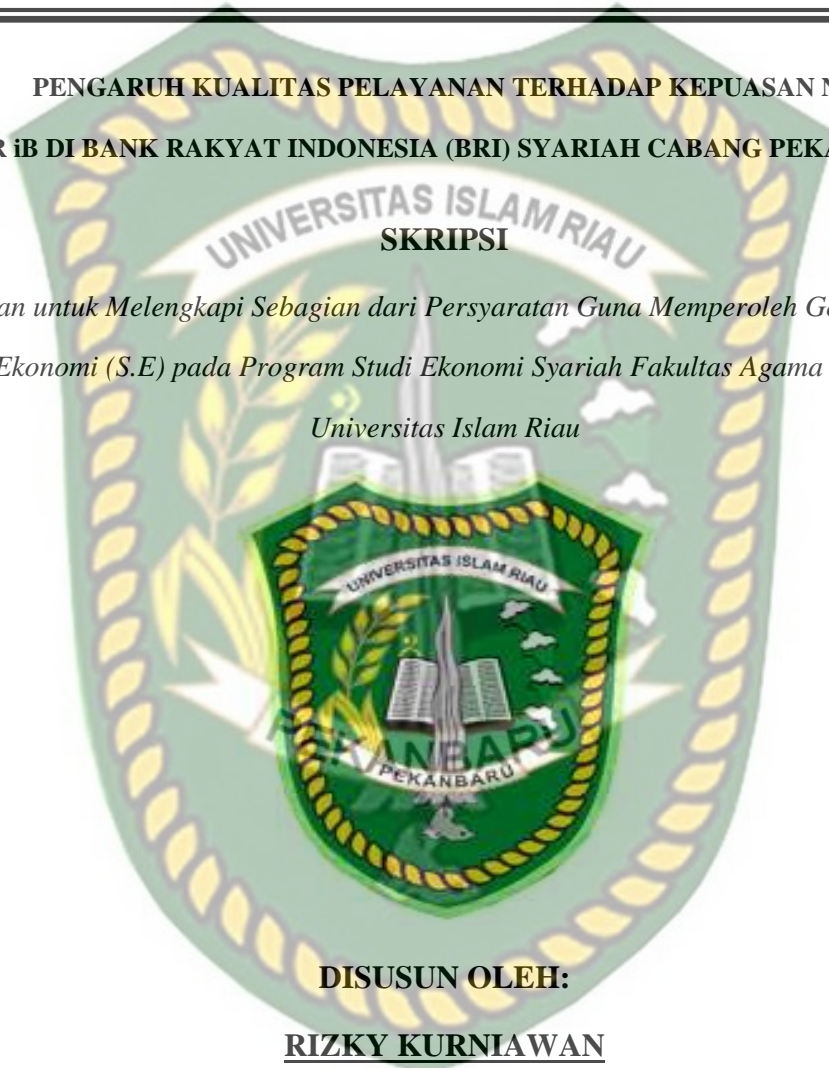 PENGARUH KUALITAS PELAYANAN TERHADAP KEPUASAN N
R iB DI BANK RAKYAT INDONESIA (BRI) SYARIAH CABANG PEKA
UNIVERSITAS ISLAM RIAU
SKRIPSI
an untuk Melengkapi Sebagian dari Persyaratan Guna Memperoleh Ge
Ekonomi (S.E) pada Program Studi Ekonomi Syariah Fakultas Agama
Universitas Islam Riau
UNIVERSITAS ISLAM RIAU
PEKANBARU
PEKANBARU
DISUSUN OLEH:
RIZKY KURNIAWAN